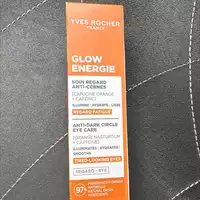 YVES ROCHER
FRANCE
GLOW
ENERGIE
SOIN REGARD
ANTI-CERNES
[CAPUCINE ORANGE
+ CAFÉINE]
ILLUMINE - HYDRATE - LISSE
REGARD FATIGUÉ
ANTI-DARK CIRCLE
EYE CARE
[ORANGE NASTURTIUM
+ CAFFEINE]
ILLUMINATES - HYDRATES
SMOOTHS
TIRED-LOOKING EYES
REGARD - EYE
97%